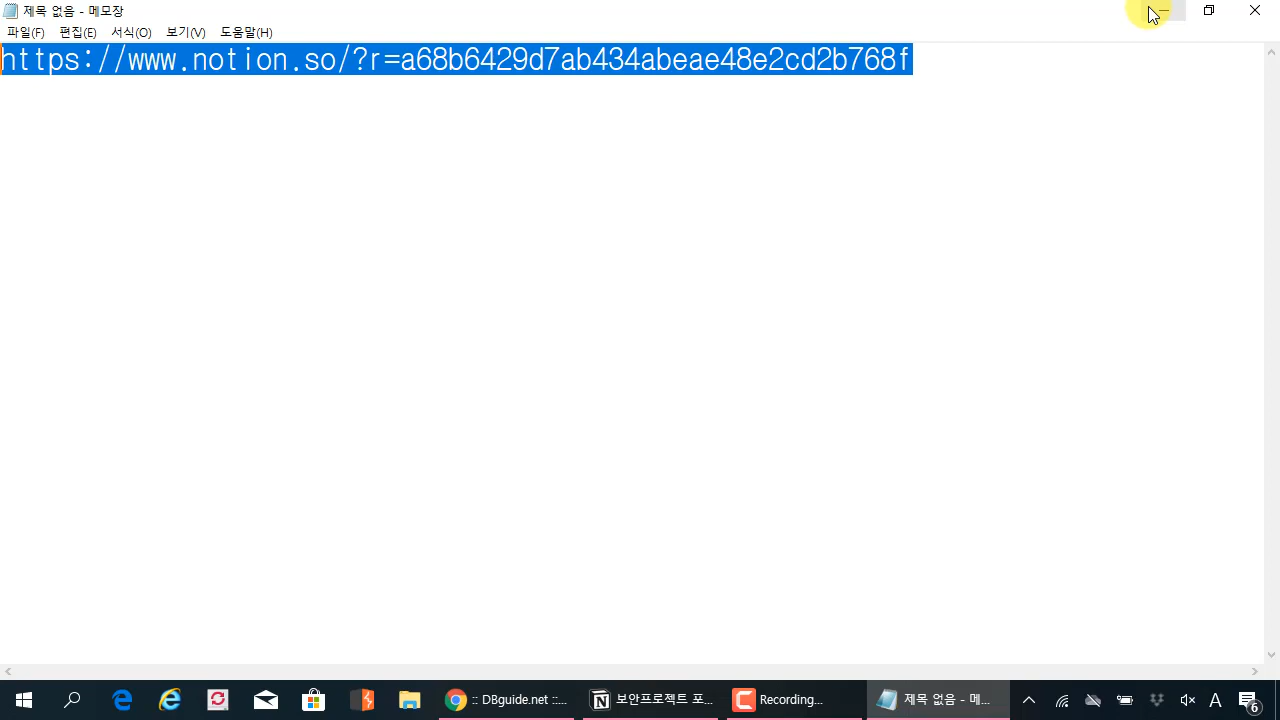 제목 없음 - 메모장
파일(F) 편집(E) 서식(O) 보기(V) 도움말(H)
https://www.notion.so/?r=a68b6429d7ab434abeae48e2cd2b768f
:: DBguide.net ::...
보안프로젝트 포...
Recording...
제목 없음 - 메...
A
6